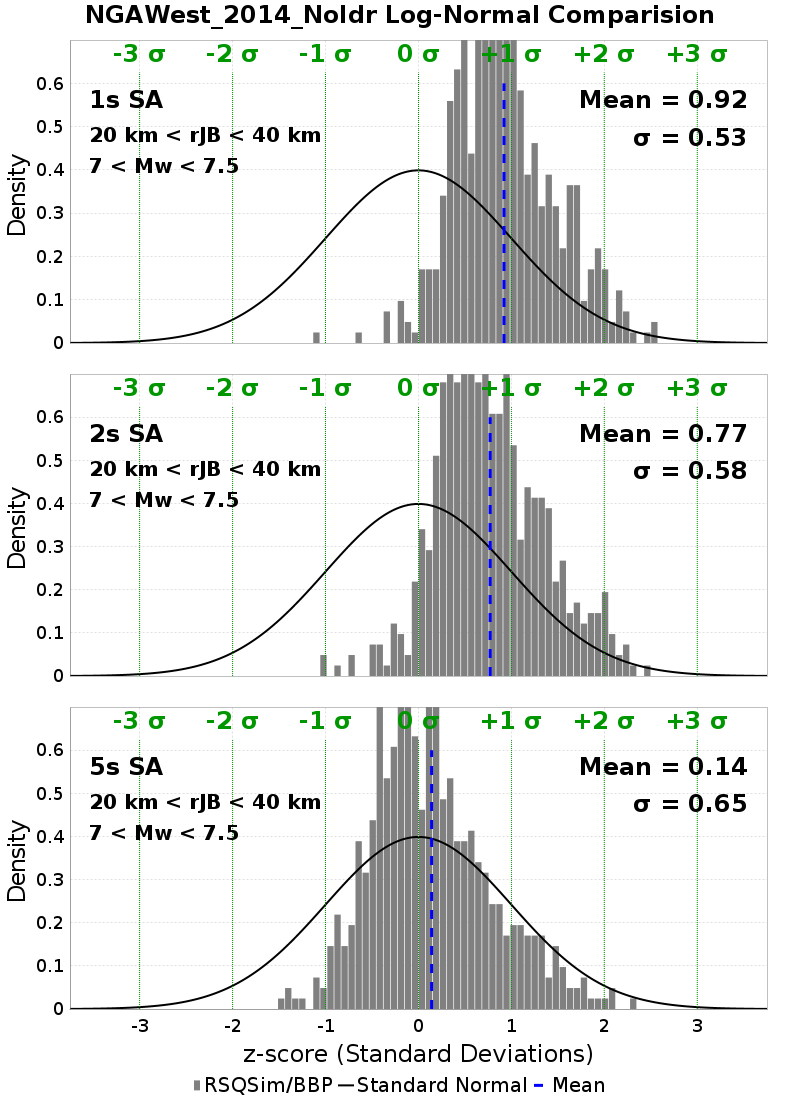 NGAWest_2014_NoIdr Log-Normal Comparision
-3 σ -2 σ -1 σ 0 σ +1 σ +2 σ +3 σ
1s SA
Mean = 0.92
20 km < rJB < 40 km
σ = 0.53
7 < Mw < 7.5
Density
0.6
0.5
0.4
0.3
0.2
0.1
0
-3 σ -2 σ -1 σ 0 σ +1 σ +2 σ +3 σ
2s SA
Mean = 0.77
20 km < rJB < 40 km
σ = 0.58
7 < Mw < 7.5
Density
0.6
0.5
0.4
0.3
0.2
0.1
0
-3 σ -2 σ -1 σ 0 σ +1 σ +2 σ +3 σ
5s SA
Mean = 0.14
20 km < rJB < 40 km
σ = 0.65
7 < Mw < 7.5
Density
0.6
0.5
0.4
0.3
0.2
0.1
0
-3 -2 -1 0 1 2 3
z-score (Standard Deviations)
RSQSim/BBP Standard Normal Mean